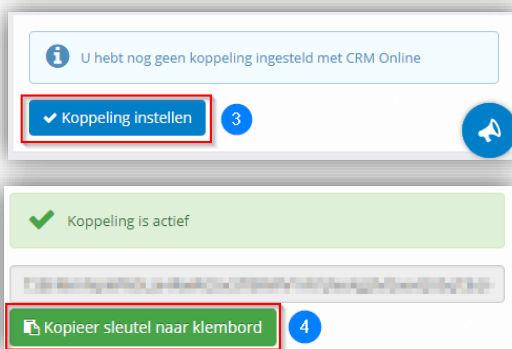 U hebt nog geen koppeling ingesteld met CRM Online
Koppeling instellen
3
Koppeling is actief
Kopieer sleutel naar klembord
4